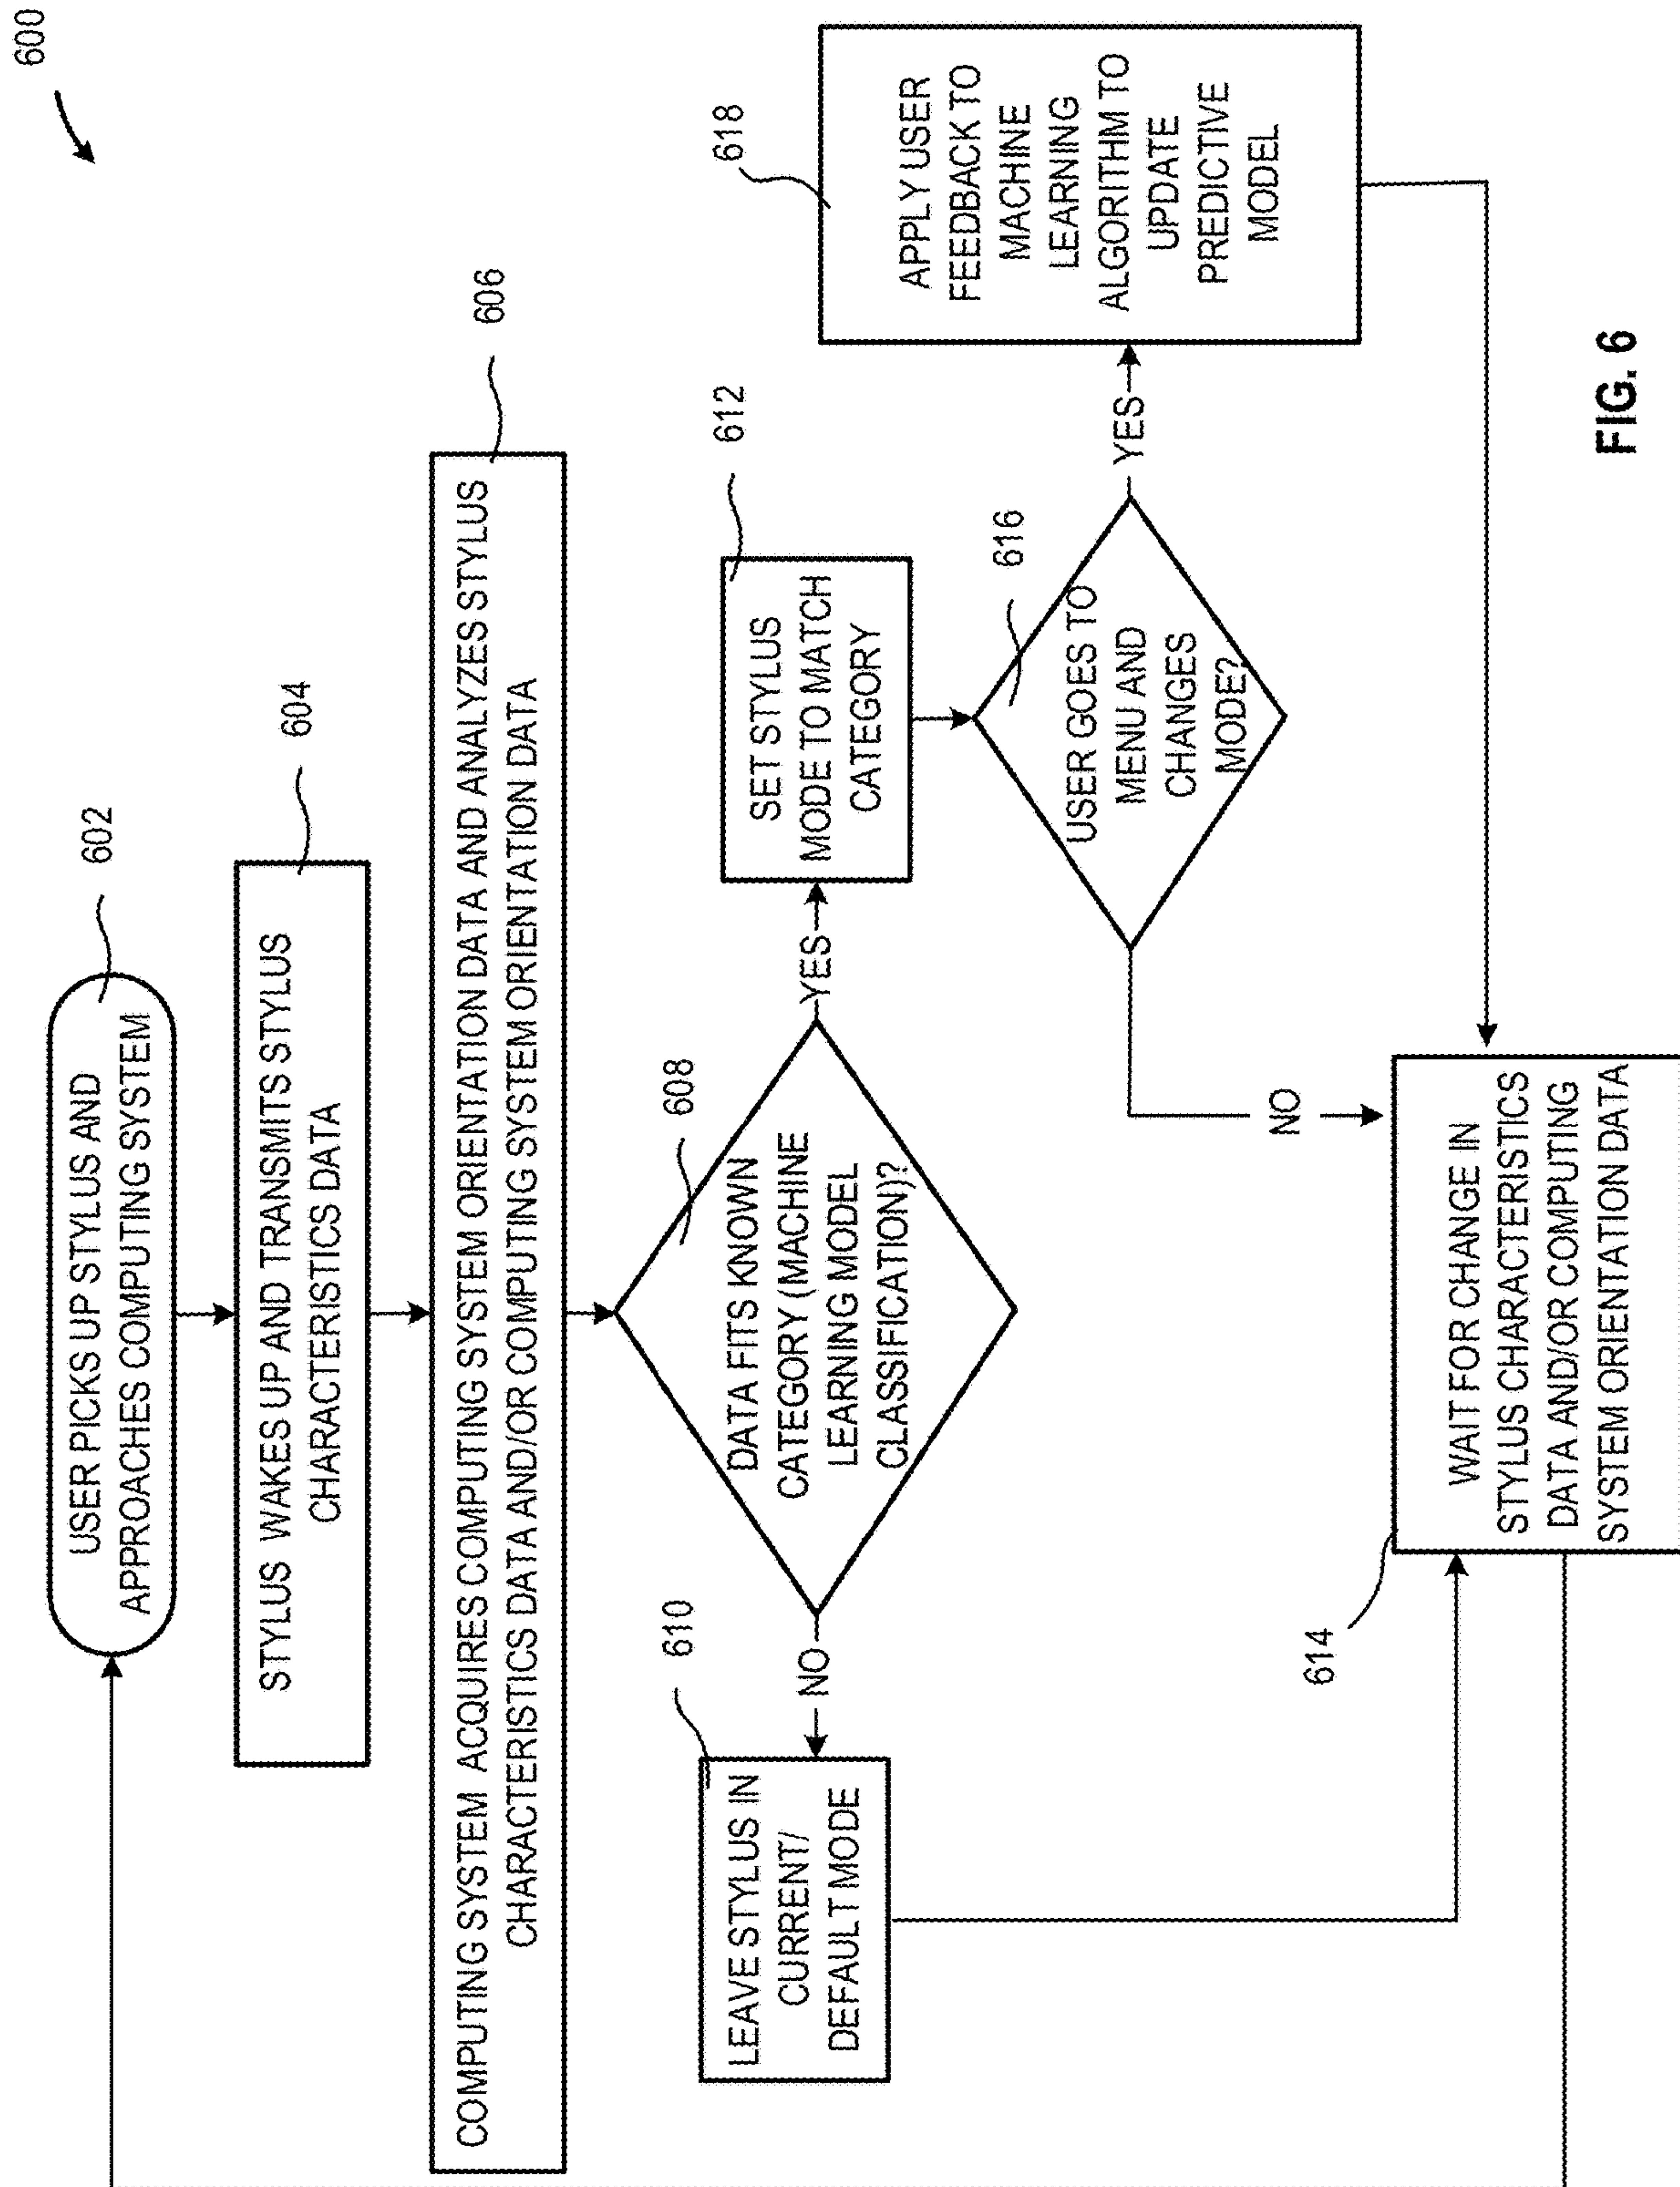 600
602
USER PICKS UP STYLUS AND
APPROACHES COMPUTING SYSTEM
604
STYLUS WAKES UP AND TRANSMITS STYLUS
CHARACTERISTICS DATA
606
COMPUTING SYSTEM ACQUIRES COMPUTING SYSTEM ORIENTATION DATA AND ANALYZES STYLUS
CHARACTERISTICS DATA AND/OR COMPUTING SYSTEM ORIENTATION DATA
608
DATA FITS KNOWN
CATEGORY (MACHINE
LEARNING MODEL
CLASSIFICATION)?
NO
YES
610
LEAVE STYLUS IN
CURRENT/
DEFAULT MODE
612
SET STYLUS
MODE TO MATCH
CATEGORY
616
USER GOES TO
MENU AND
CHANGES
MODE?
YES
NO
618
APPLY USER
FEEDBACK TO
MACHINE
LEARNING
ALGORITHM TO
UPDATE
PREDICTIVE
MODEL
614
WAIT FOR CHANGE IN
STYLUS CHARACTERISTICS
DATA AND/OR COMPUTING
SYSTEM ORIENTATION DATA
FIG. 6